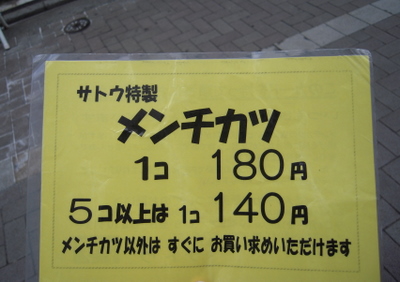 サトウ特製
メンチカツ
1コ 180円
5コ以上は 1コ 140円
メンチカツ以外は すぐに お買い求めいただけます